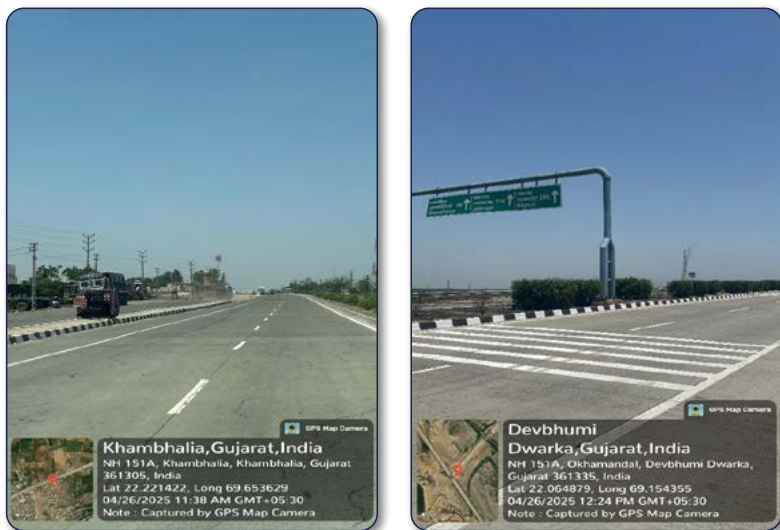 GPS Map Camera
Khambhalia,Gujarat,India
NH 151A, Khambhalia, Khambhalia, Gujarat
361305, India
Lat 22.221422, Long 69.653629
04/26/2025 11:38 AM GMT+05:30
Note : Captured by GPS Map Camera
GPS Map Camera
Devbhumi
Dwarka,Gujarat,India
NH 151A, Okhamandal, Devbhumi Dwarka,
Gujarat 361335, India
Lat 22.064879, Long 69.154355
04/26/2025 12:24 PM GMT+05:30
Note : Captured by GPS Map Camera